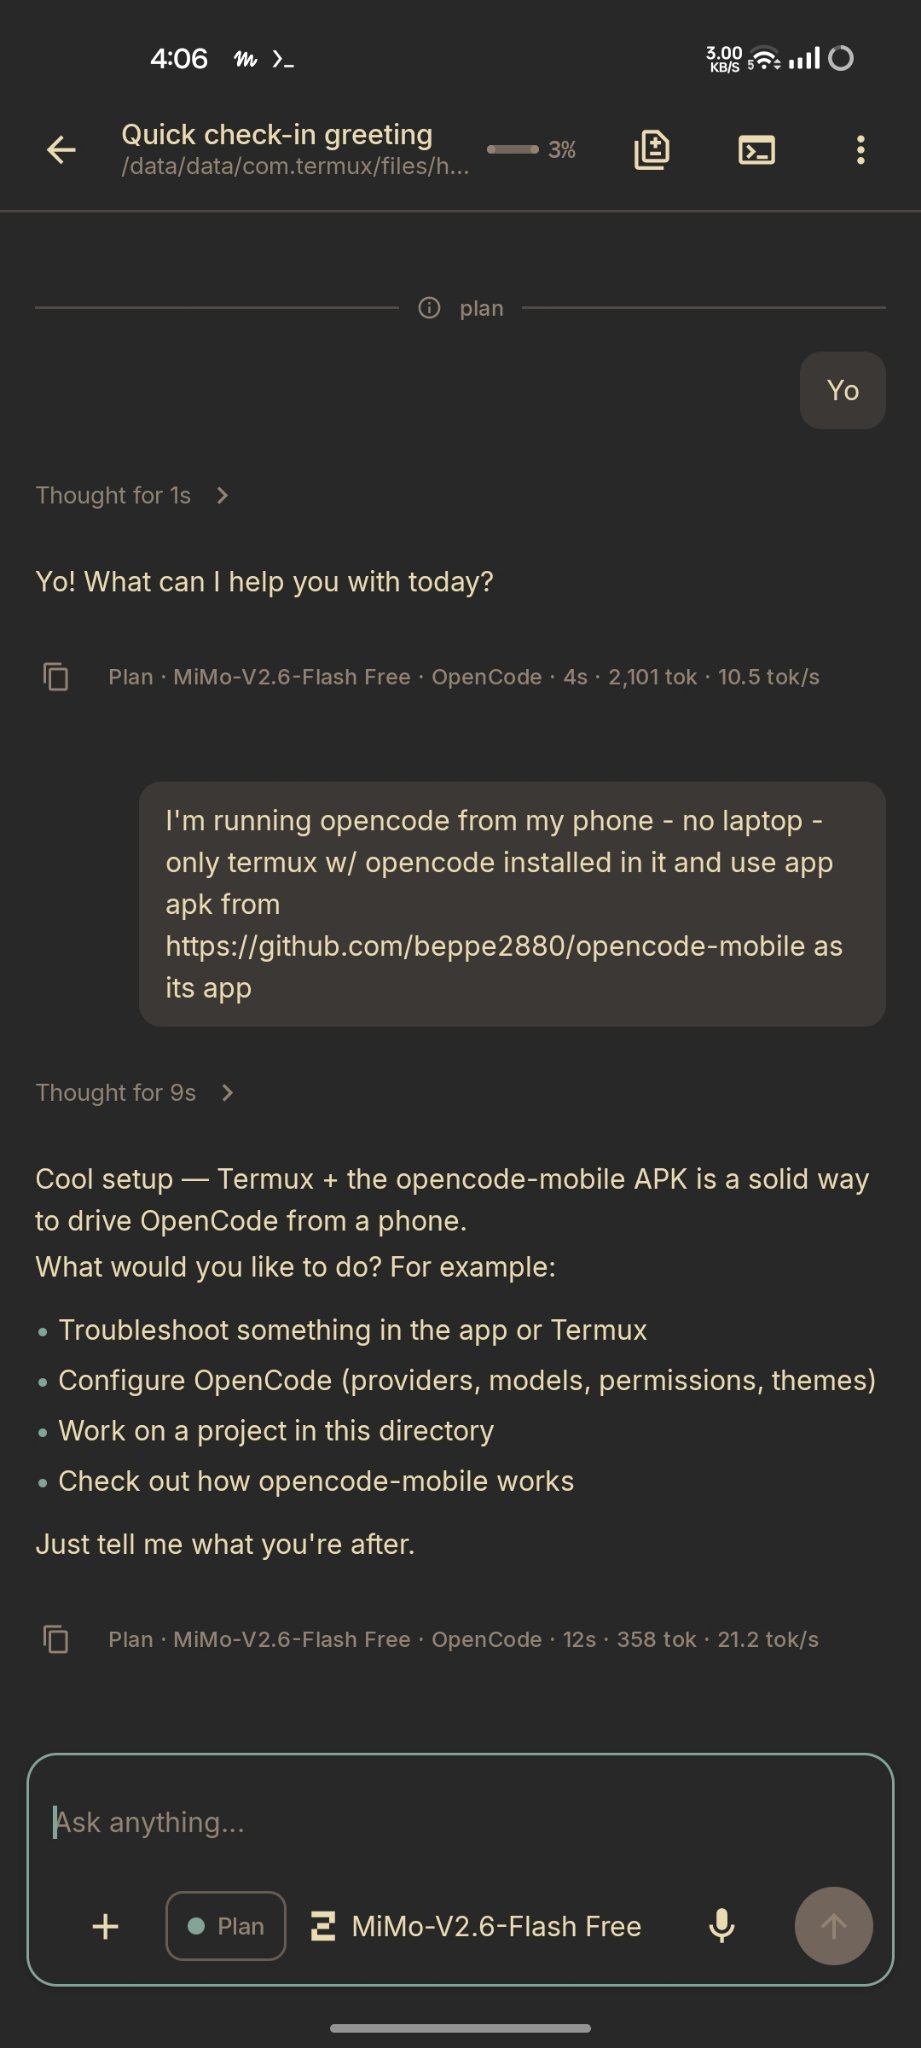 4:06
3.00
KB/S
5
Quick check-in greeting
3%
/data/data/com.termux/files/h...
plan
Yo
Thought for 1s
Yo! What can I help you with today?
Plan · MiMo-V2.6-Flash Free · OpenCode · 4s · 2,101 tok · 10.5 tok/s
I'm running opencode from my phone - no laptop -
only termux w/ opencode installed in it and use app
apk from
https://github.com/beppe2880/opencode-mobile as
its app
Thought for 9s
Cool setup — Termux + the opencode-mobile APK is a solid way
to drive OpenCode from a phone.
What would you like to do? For example:
• Troubleshoot something in the app or Termux
• Configure OpenCode (providers, models, permissions, themes)
• Work on a project in this directory
• Check out how opencode-mobile works
Just tell me what you're after.
Plan · MiMo-V2.6-Flash Free · OpenCode · 12s · 358 tok · 21.2 tok/s
Ask anything...
Plan
MiMo-V2.6-Flash Free